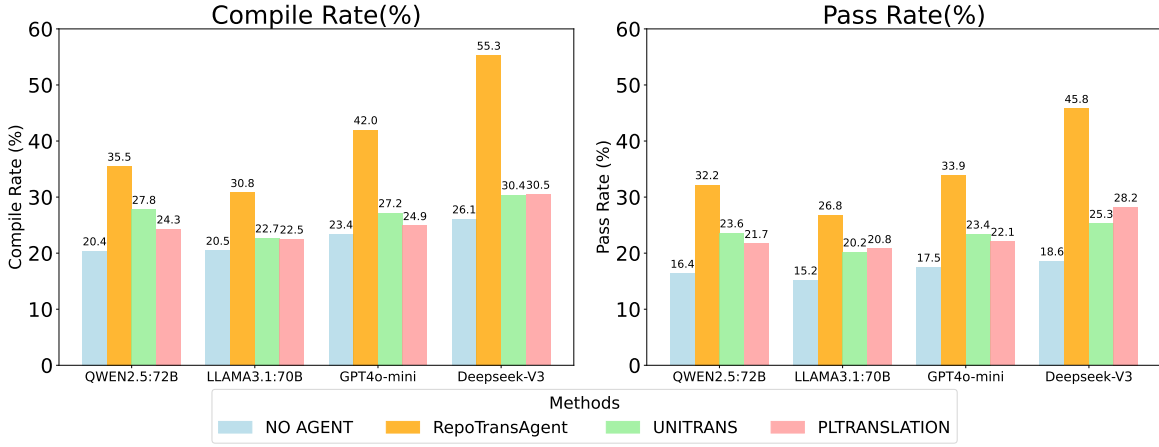 Compile Rate(%)
Compile Rate (%)
60
50
40
30
20
10
0
20.4
35.5
27.8
24.3
20.5
30.8
22.7
22.5
23.4
42.0
27.2
24.9
26.1
55.3
30.4
30.5
QWEN2.5:72B
LLAMA3.1:70B
GPT4o-mini
Deepseek-V3
Pass Rate(%)
Pass Rate (%)
60
50
40
30
20
10
0
16.4
32.2
23.6
21.7
15.2
26.8
20.2
20.8
17.5
33.9
23.4
22.1
18.6
45.8
25.3
28.2
QWEN2.5:72B
LLAMA3.1:70B
GPT4o-mini
Deepseek-V3
Methods
NO AGENT
RepoTransAgent
UNITRANS
PLTRANSLATION